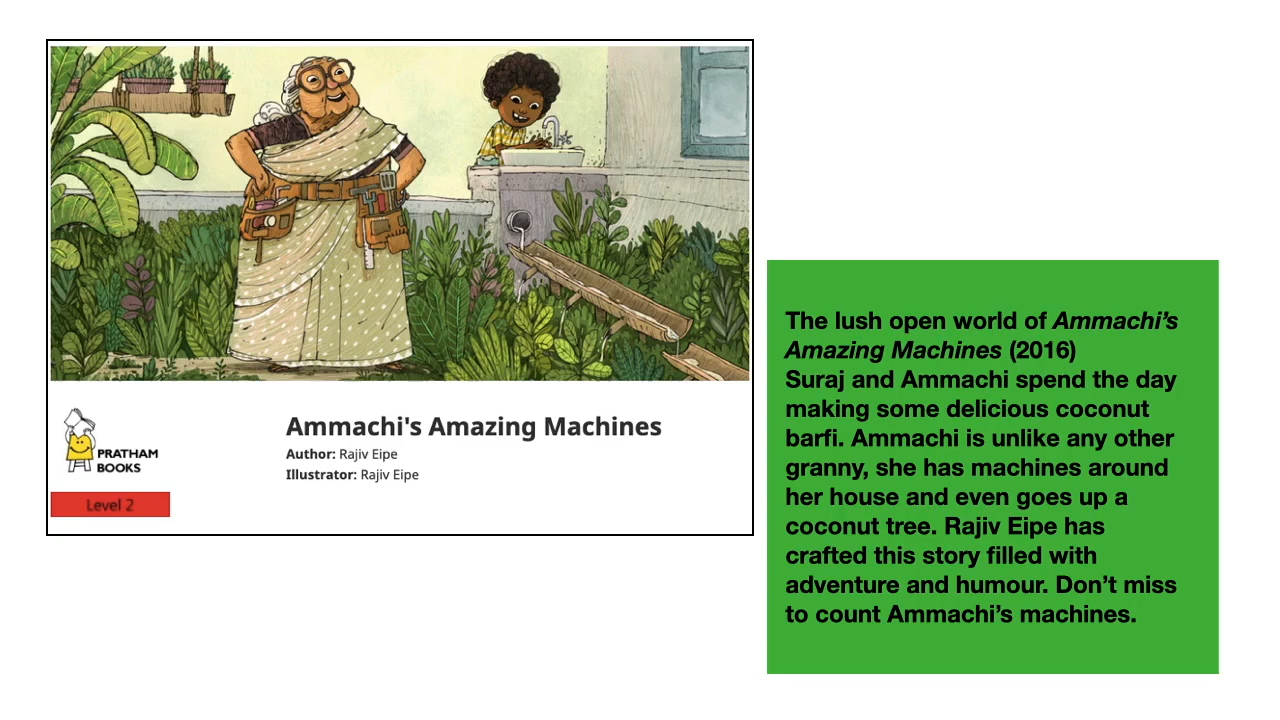 PRATHAM
BOOKS
Level 2
Ammachi's Amazing Machines
Author: Rajiv Eipe
Illustrator: Rajiv Eipe
The lush open world of Ammachi’s
Amazing Machines (2016)
Suraj and Ammachi spend the day
making some delicious coconut
barfi. Ammachi is unlike any other
granny, she has machines around
her house and even goes up a
coconut tree. Rajiv Eipe has
crafted this story filled with
adventure and humour. Don’t miss
to count Ammachi’s machines.